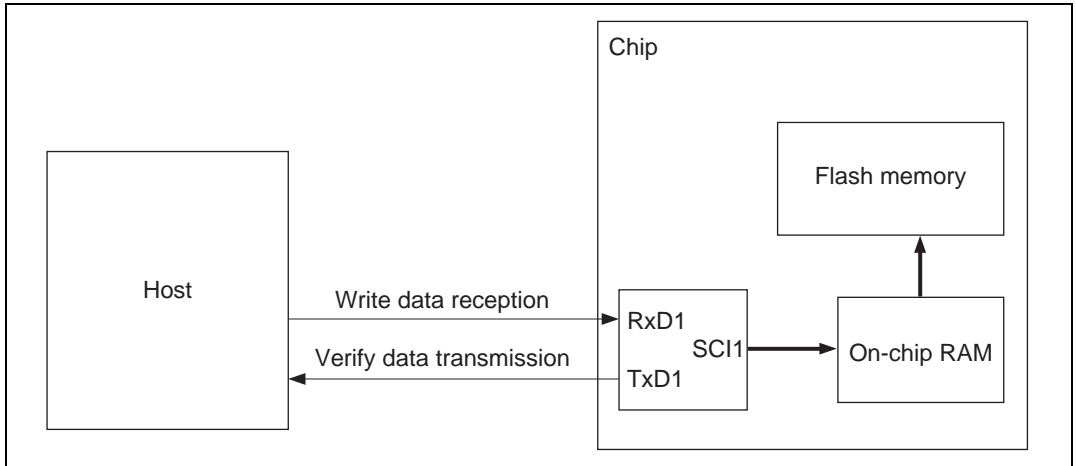 Chip
Flash memory
Host
Write data reception
RxD1
SCI1
On-chip RAM
Verify data transmission
TxD1